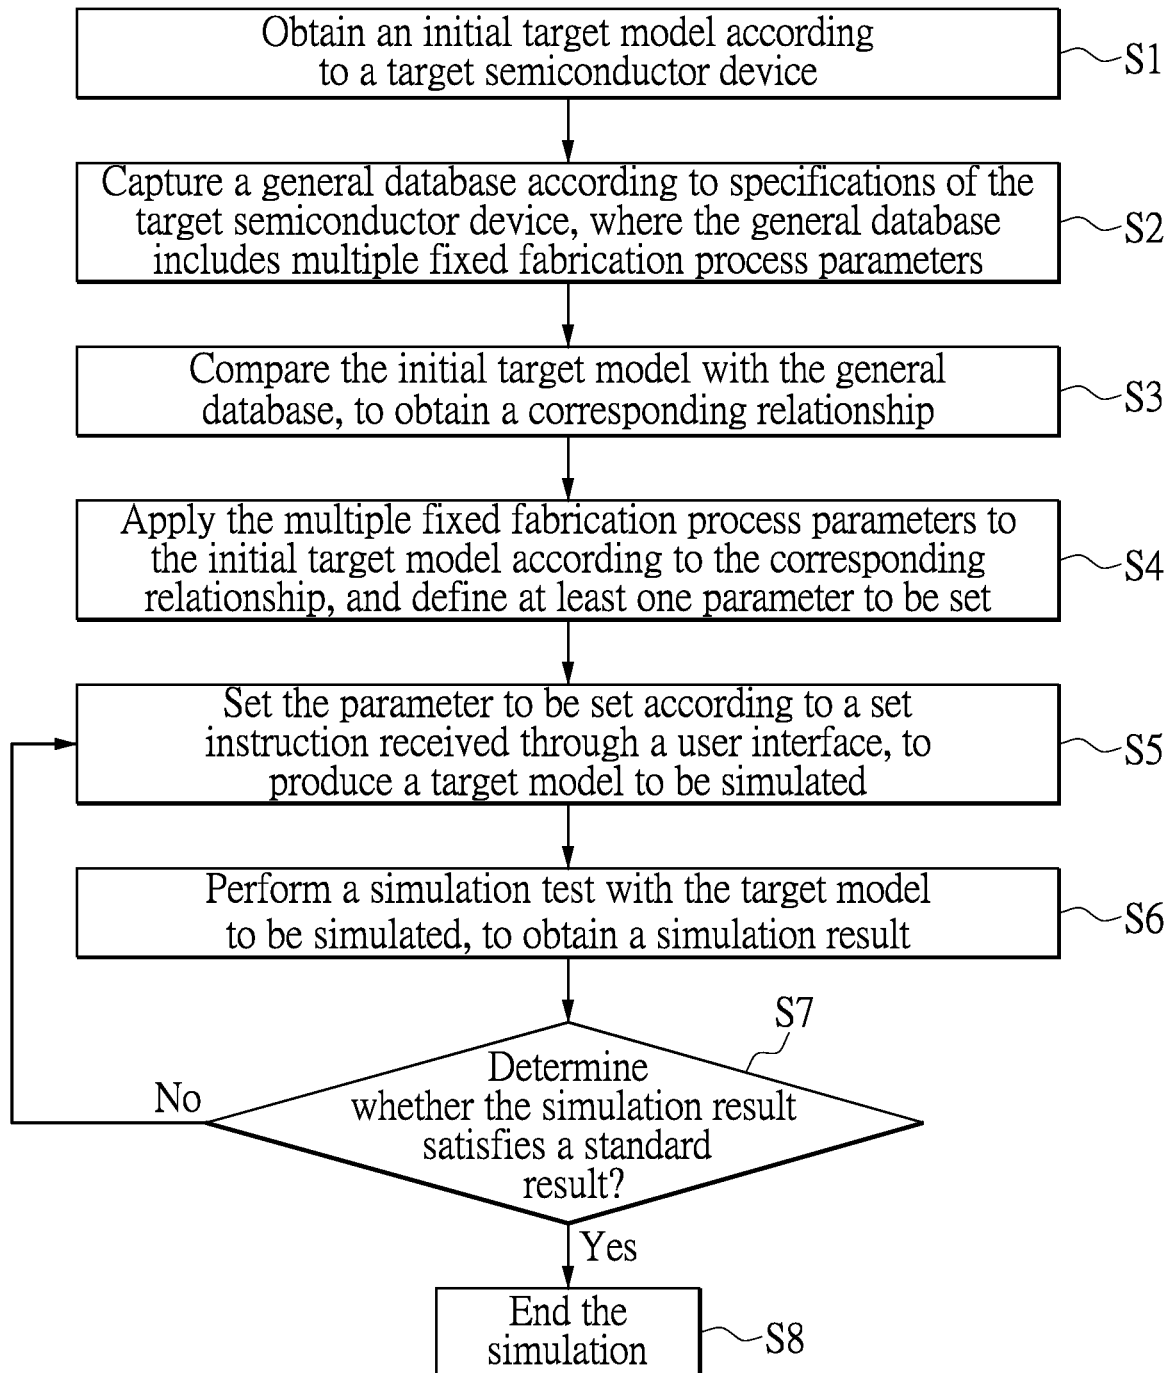 Obtain an initial target model according
to a target semiconductor device
S1
Capture a general database according to specifications of the
target semiconductor device, where the general database
includes multiple fixed fabrication process parameters
S2
Compare the initial target model with the general
database, to obtain a corresponding relationship
S3
Apply the multiple fixed fabrication process parameters to
the initial target model according to the corresponding
relationship, and define at least one parameter to be set
S4
Set the parameter to be set according to a set
instruction received through a user interface, to
produce a target model to be simulated
S5
Perform a simulation test with the target model
to be simulated, to obtain a simulation result
S6
S7
Determine
whether the simulation result
satisfies a standard
result?
No
Yes
End the
simulation
S8